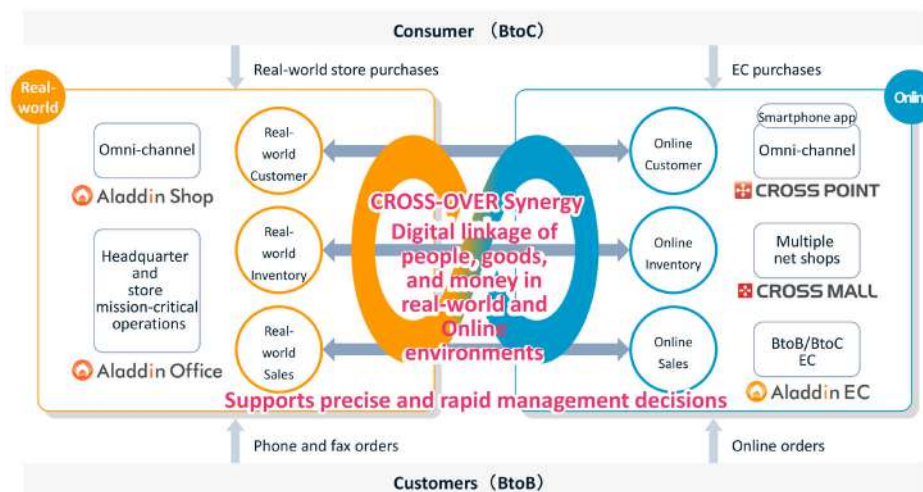 Consumer （BtoC）
Real-world store purchases
EC purchases
Real-
world
Online
Omni-channel
Aladdin Shop
Real-
world
Customer
Online
Customer
Smartphone app
Omni-channel
CROSS POINT
CROSS-OVER Synergy
Digital linkage of
people, goods,
and money in
real-world and
Online
environments
Headquarter
and
store
mission-critical
operations
Aladdin Office
Real-
world
Inventory
Online
Inventory
Multiple
net shops
CROSS MALL
Real-
world
Sales
Online
Sales
BtoB/BtoC
EC
Aladdin EC
Supports precise and rapid management decisions
Phone and fax orders
Online orders
Customers （BtoB）